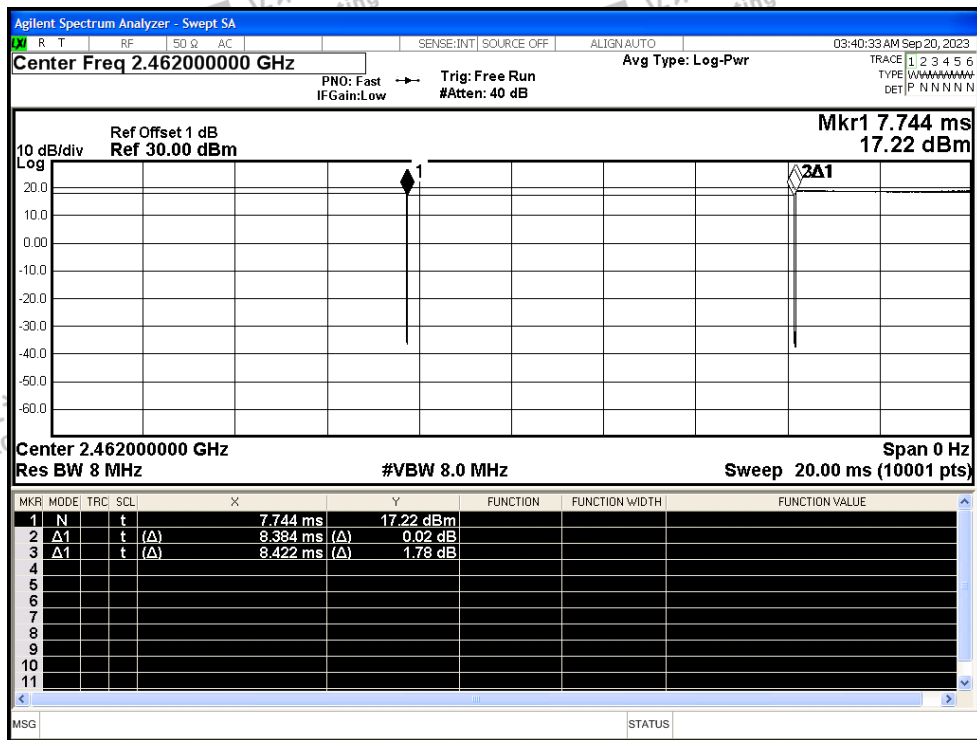 Agilent Spectrum Analyzer - Swept SA
LXI R T RF 50 Ω AC SENSE:INT SOURCE OFF ALIGN AUTO 03:40:33 AM Sep 20, 2023
Center Freq 2.462000000 GHz Avg Type: Log-Pwr TRACE 1 2 3 4 5 6
PNO: Fast Trig: Free Run TYPE
IFGain:Low #Atten: 40 dB DET P N N N N N
Mkr1 7.744 ms
Ref Offset 1 dB
10 dB/div Ref 30.00 dBm 17.22 dBm
Log
1 3Δ1
20.0
10.0
0.00
-10.0
-20.0
-30.0
-40.0
-50.0
-60.0
Center 2.462000000 GHz Span 0 Hz
Res BW 8 MHz #VBW 8.0 MHz Sweep 20.00 ms (10001 pts)
MKR MODE TRC SCL X Y FUNCTION FUNCTION WIDTH FUNCTION VALUE
1 N t 7.744 ms 17.22 dBm
2 Δ1 t (Δ) 8.384 ms (Δ) 0.02 dB
3 Δ1 t (Δ) 8.422 ms (Δ) 1.78 dB
4
5
6
7
8
9
10
11
MSG STATUS